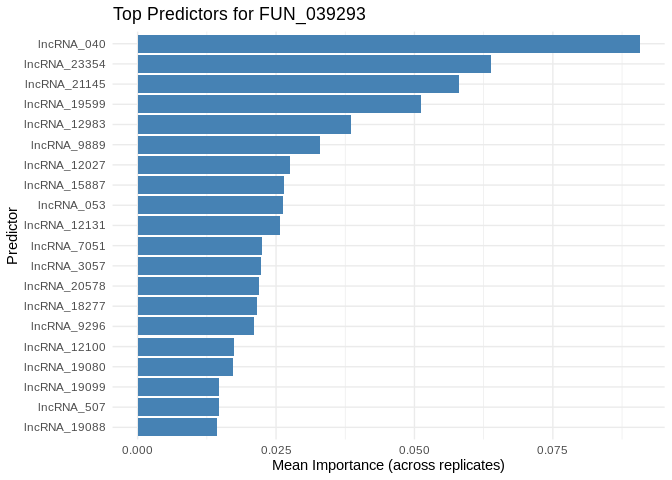 Top Predictors for FUN_039293
Predictor
lncRNA_040
lncRNA_23354
lncRNA_21145
lncRNA_19599
lncRNA_12983
lncRNA_9889
lncRNA_12027
lncRNA_15887
lncRNA_053
lncRNA_12131
lncRNA_7051
lncRNA_3057
lncRNA_20578
lncRNA_18277
lncRNA_9296
lncRNA_12100
lncRNA_19080
lncRNA_19099
lncRNA_507
lncRNA_19088
0.000 0.025 0.050 0.075
Mean Importance (across replicates)